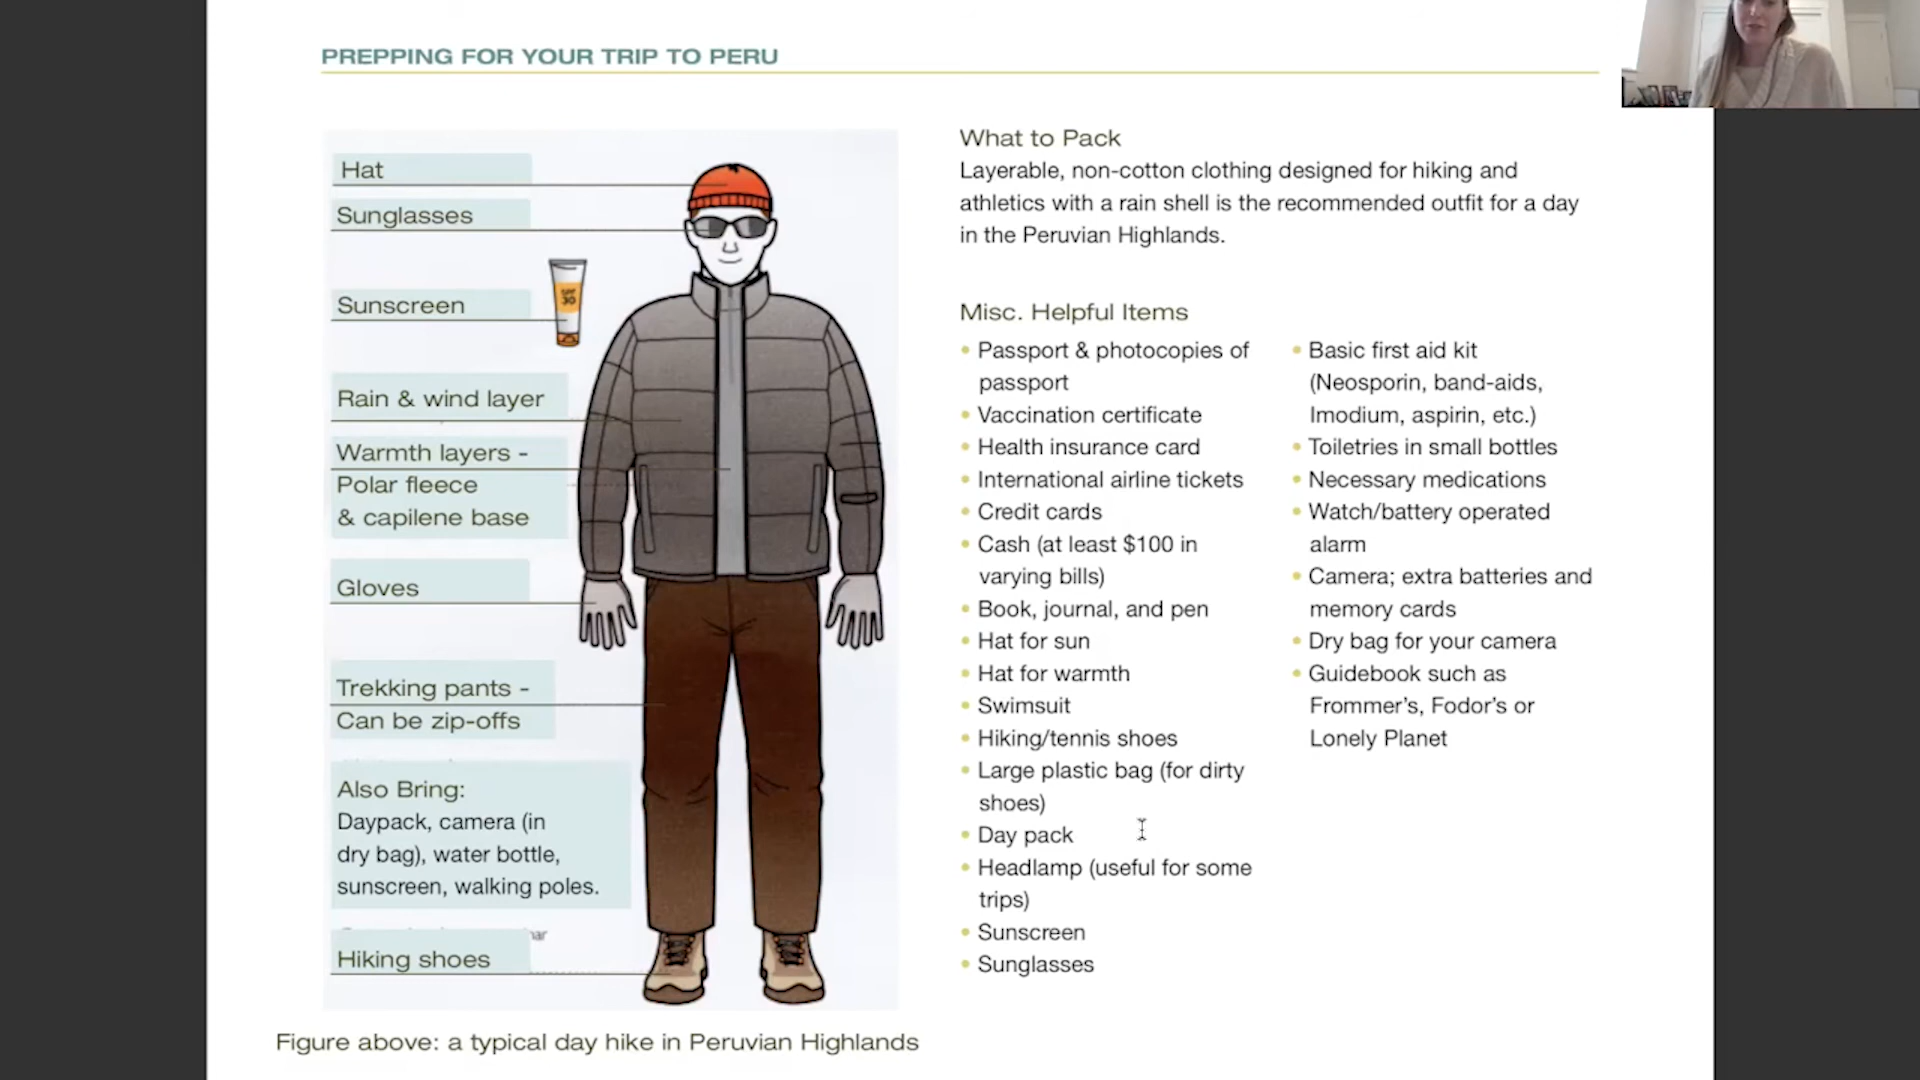 PREPPING FOR YOUR TRIP TO PERU
Hat
Sunglasses
SPF
30
Sunscreen
Rain & wind layer
Warmth layers -
Polar fleece
& capilene base
Gloves
Trekking pants -
Can be zip-offs
Also Bring:
Daypack, camera (in
dry bag), water bottle,
sunscreen, walking poles.
Hiking shoes
Figure above: a typical day hike in Peruvian Highlands
What to Pack
Layerable, non-cotton clothing designed for hiking and
athletics with a rain shell is the recommended outfit for a day
in the Peruvian Highlands.
Misc. Helpful Items
• Passport & photocopies of
passport
• Vaccination certificate
• Health insurance card
• International airline tickets
• Credit cards
• Cash (at least $100 in
varying bills)
• Book, journal, and pen
• Hat for sun
• Hat for warmth
• Swimsuit
• Hiking/tennis shoes
• Large plastic bag (for dirty
shoes)
• Day pack
• Headlamp (useful for some
trips)
• Sunscreen
• Sunglasses
• Basic first aid kit
(Neosporin, band-aids,
Imodium, aspirin, etc.)
• Toiletries in small bottles
• Necessary medications
• Watch/battery operated
alarm
• Camera; extra batteries and
memory cards
• Dry bag for your camera
• Guidebook such as
Frommer’s, Fodor’s or
Lonely Planet